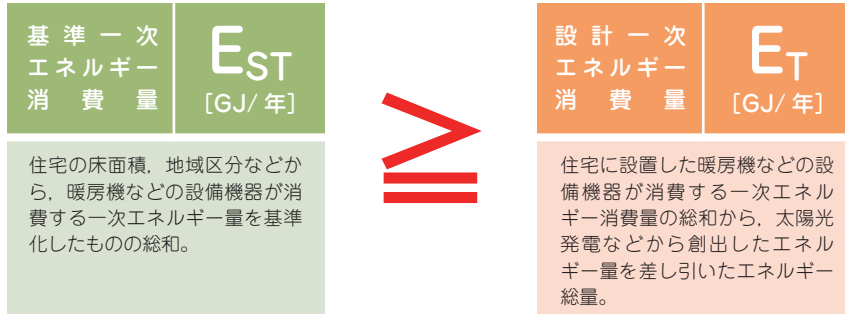 基準一次
エネルギー
消費量
EST
[GJ/年]
住宅の床面積，地域区分などか
ら，暖房機などの設備機器が消
費する一次エネルギー量を基準
化したものの総和。
≧
設計一次
エネルギー
消費量
ET
[GJ/年]
住宅に設置した暖房機などの設
備機器が消費する一次エネル
ギー消費量の総和から，太陽光
発電などから創出したエネル
ギー量を差し引いたエネルギー
総量。